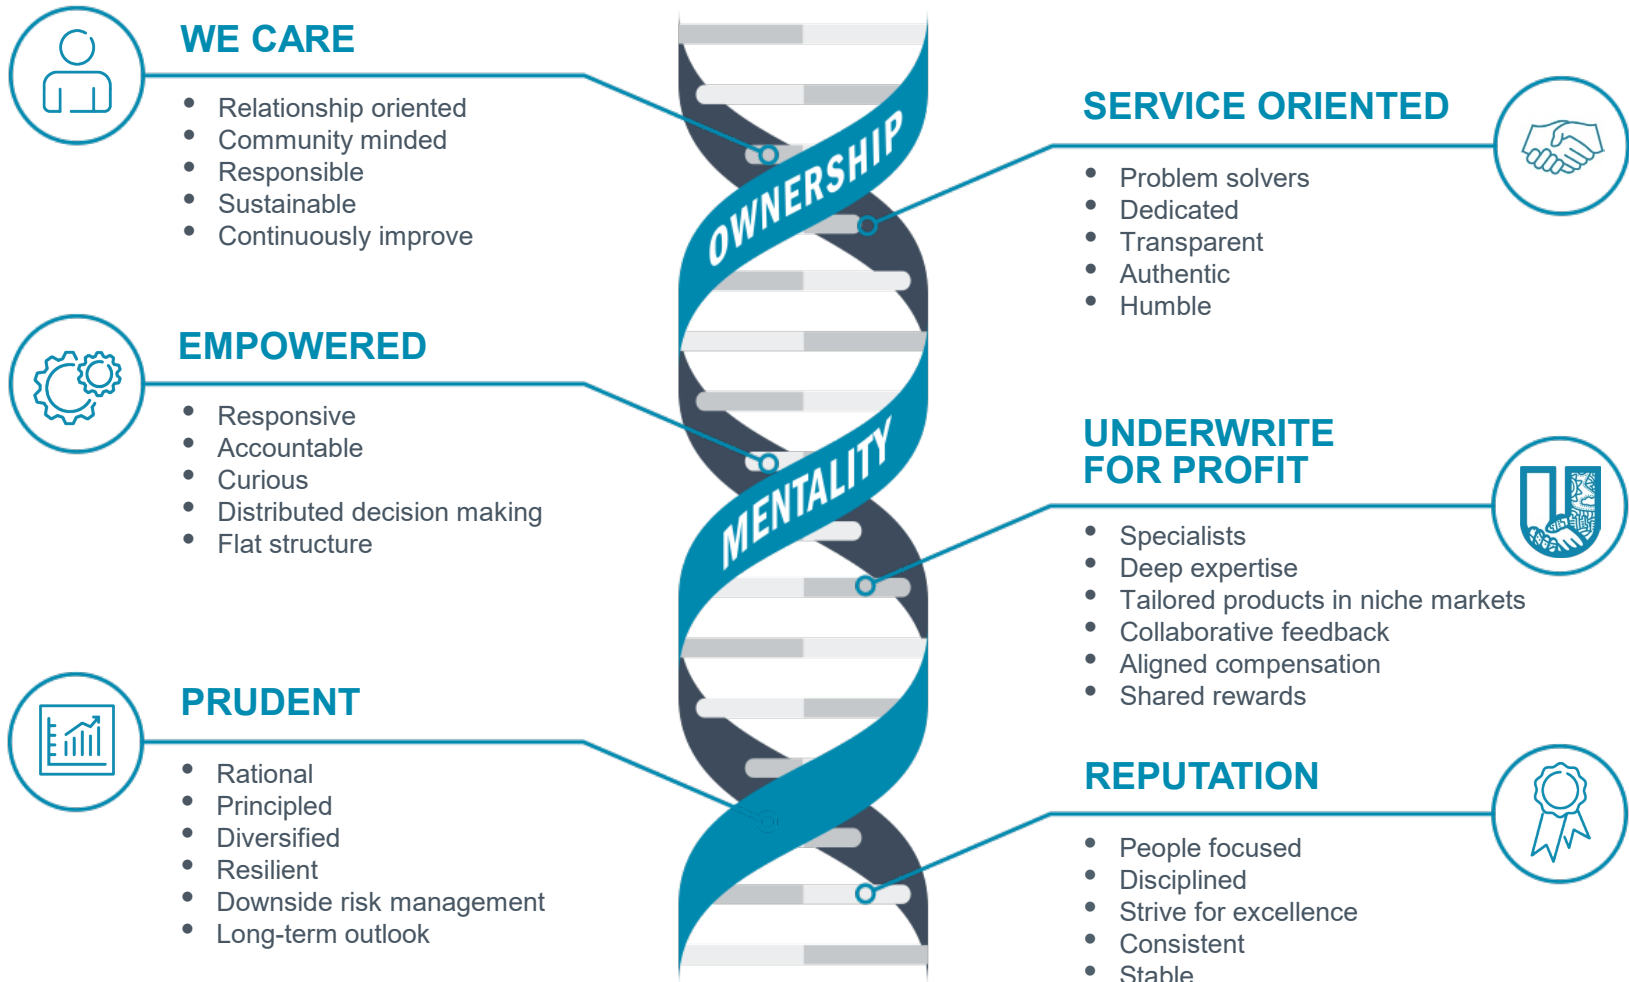 WE CARE
• Relationship oriented
• Community minded
• Responsible
• Sustainable
• Continuously improve
EMPOWERED
• Responsive
• Accountable
• Curious
• Distributed decision making
• Flat structure
PRUDENT
• Rational
• Principled
• Diversified
• Resilient
• Downside risk management
• Long-term outlook
OWNERSHIP
MENTALITY
SERVICE ORIENTED
• Problem solvers
• Dedicated
• Transparent
• Authentic
• Humble
UNDERWRITE
FOR PROFIT
• Specialists
• Deep expertise
• Tailored products in niche markets
• Collaborative feedback
• Aligned compensation
• Shared rewards
REPUTATION
• People focused
• Disciplined
• Strive for excellence
• Consistent
• Stable